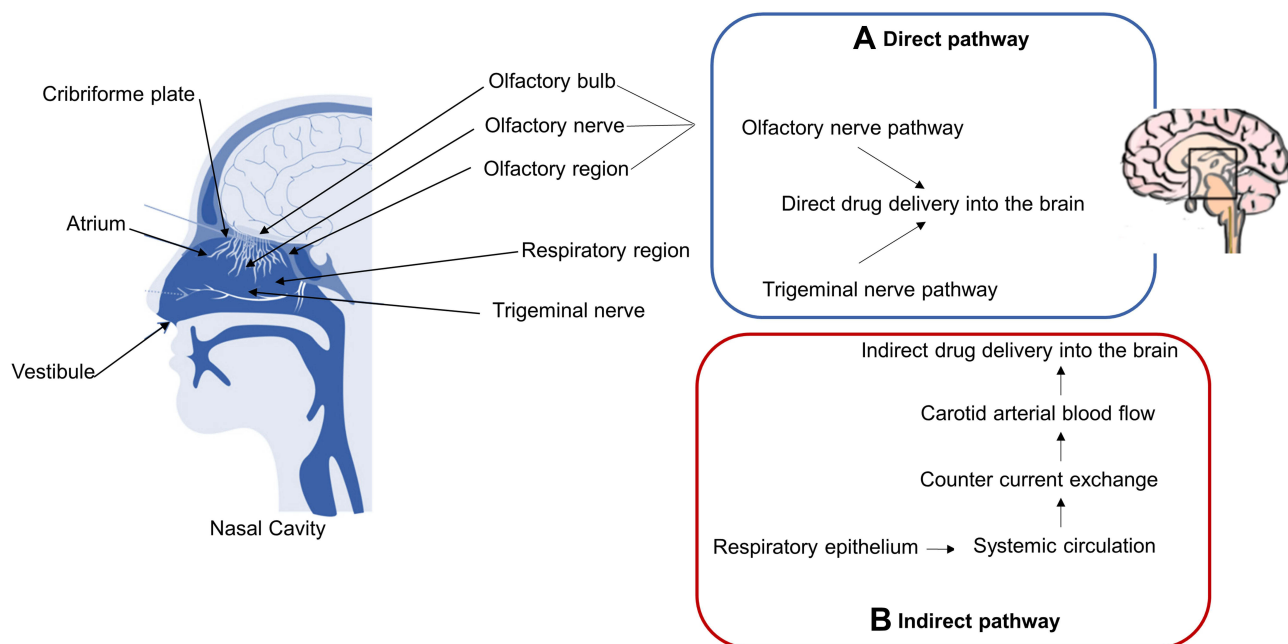 Cribriforme plate
Atrium
Vestibule
Olfactory bulb
Olfactory nerve
Olfactory region
Respiratory region
Trigeminal nerve
Nasal Cavity
A Direct pathway
Olfactory nerve pathway
Direct drug delivery into the brain
Trigeminal nerve pathway
Indirect drug delivery into the brain
Carotid arterial blood flow
Counter current exchange
Respiratory epithelium
Systemic circulation
B Indirect pathway